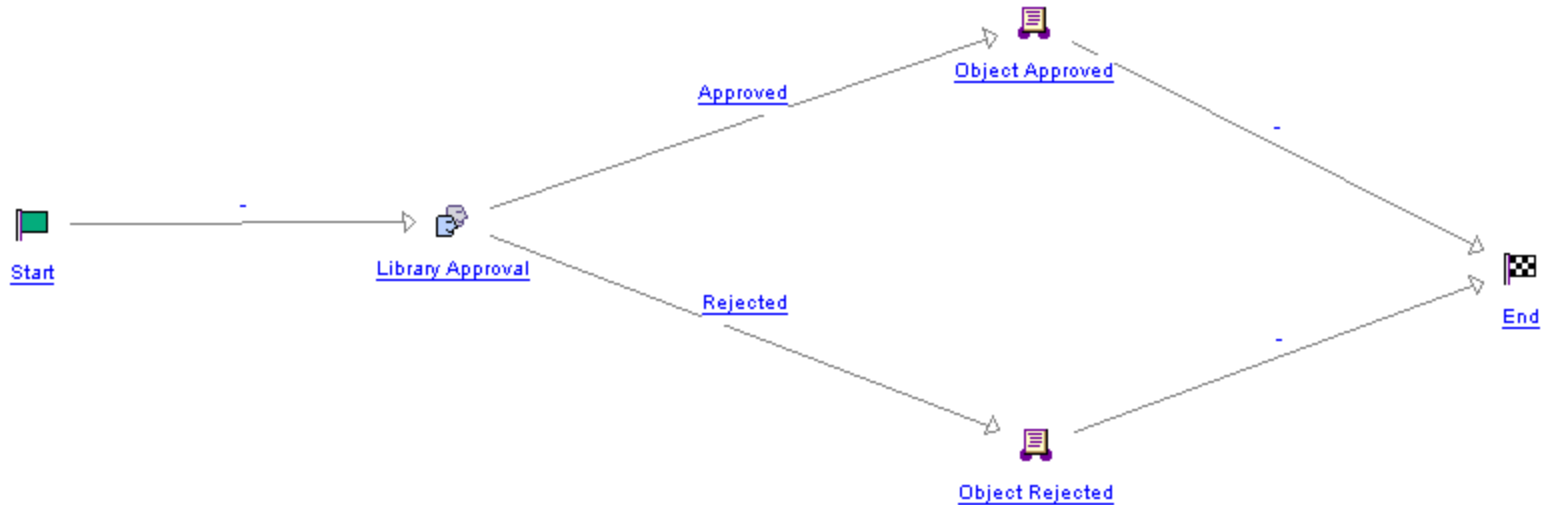 Object Approved
Approved
-
-
Start
Library Approval
Rejected
End
-
Object Rejected